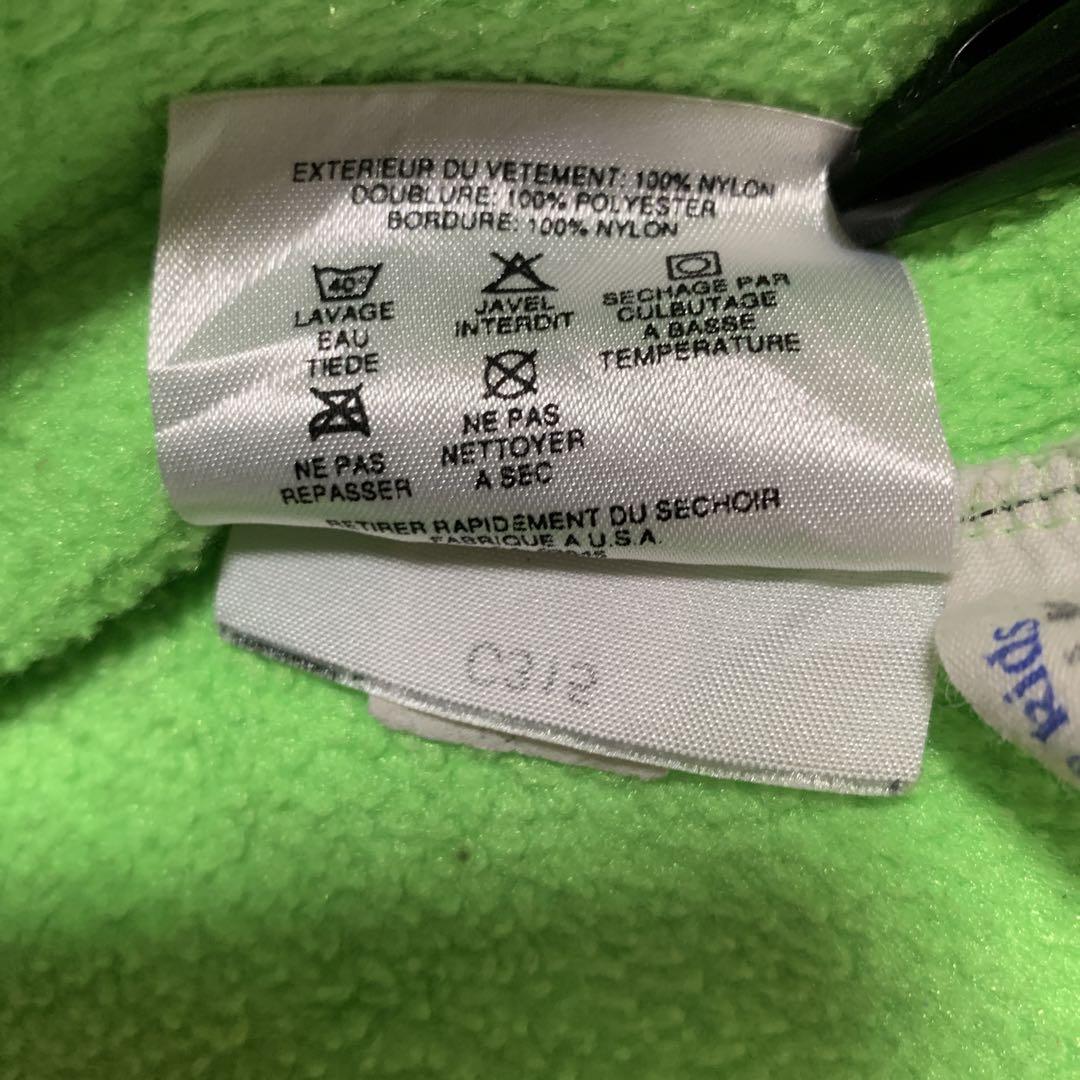 EXTERIEUR DU VETEMENT: 100% NYLON
DOUBLURE: 100% POLYESTER
BORDURE: 100% NYLON
40°
LAVAGE
EAU
TIEDE
JAVEL
INTERDIT
SECHAGE PAR
CULBUTAGE
A BASSE
TEMPERATURE
NE PAS
REPASSER
NE PAS
NETTOYER
A SEC
RETIRER RAPIDEMENT DU SECHOIR
FABRIQUE A U.S.A.
kids